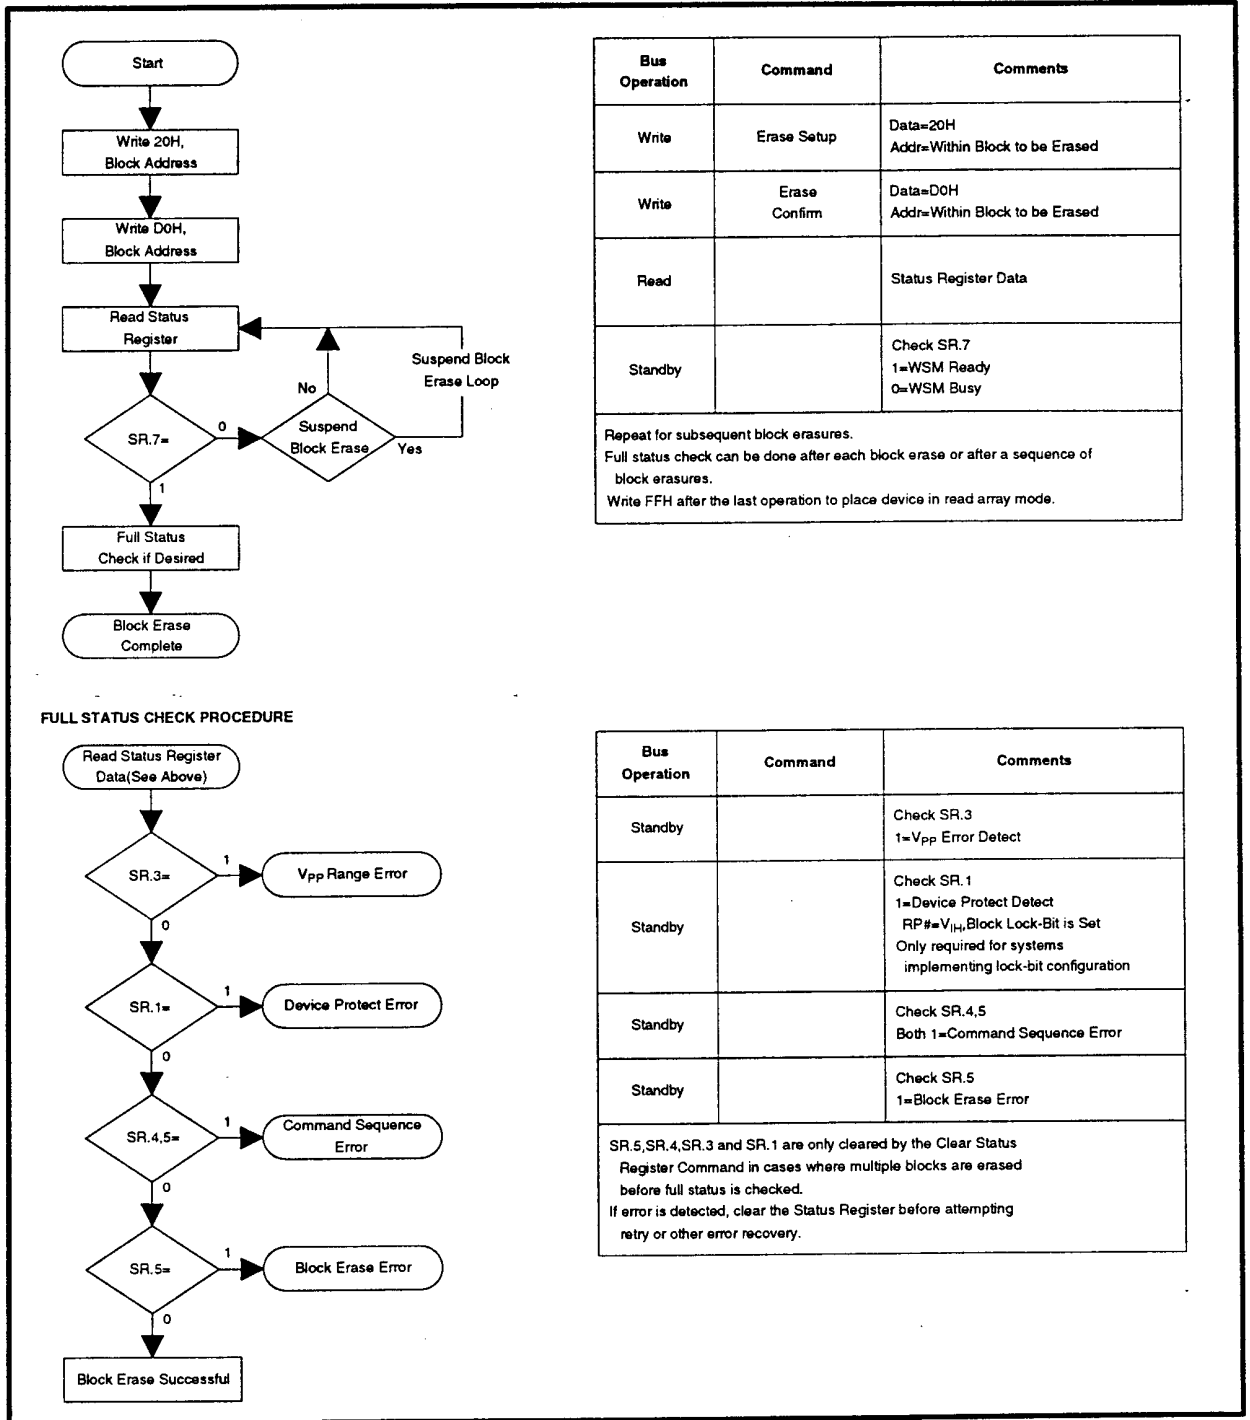 Start
Write 20H,
Block Address
Write D0H,
Block Address
Read Status
Register
Suspend Block
Erase Loop
No
SR.7=
0
Suspend
Block Erase
Yes
1
Full Status
Check if Desired
Block Erase
Complete
Bus
Operation
Command
Comments
Write
Erase Setup
Data=20H
Addr=Within Block to be Erased
Write
Erase
Confirm
Data=D0H
Addr=Within Block to be Erased
Read
Status Register Data
Standby
Check SR.7
1=WSM Ready
0=WSM Busy
Repeat for subsequent block erasures.
Full status check can be done after each block erase or after a sequence of
block erasures.
Write FFH after the last operation to place device in read array mode.
FULL STATUS CHECK PROCEDURE
Read Status Register
Data(See Above)
SR.3=
1
VPP Range Error
0
SR.1=
1
Device Protect Error
0
SR.4,5=
1
Command Sequence
Error
0
SR.5=
1
Block Erase Error
0
Block Erase Successful
Bus
Operation
Command
Comments
Standby
Check SR.3
1=VPP Error Detect
Standby
Check SR.1
1=Device Protect Detect
RP#=VIH,Block Lock-Bit is Set
Only required for systems
implementing lock-bit configuration
Standby
Check SR.4,5
Both 1=Command Sequence Error
Standby
Check SR.5
1=Block Erase Error
SR.5,SR.4,SR.3 and SR.1 are only cleared by the Clear Status
Register Command in cases where multiple blocks are erased
before full status is checked.
If error is detected, clear the Status Register before attempting
retry or other error recovery.